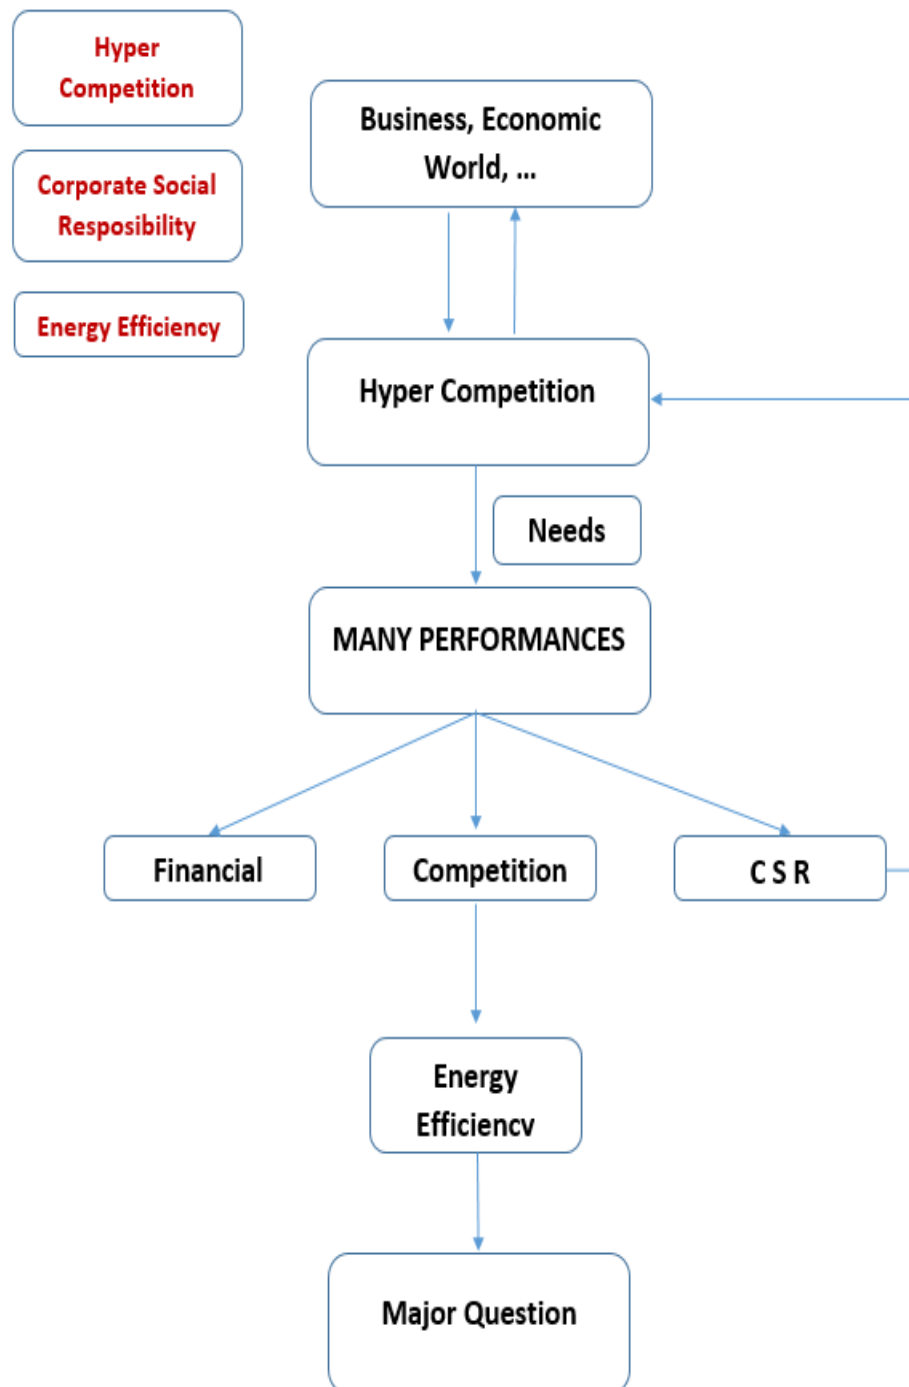 Hyper
Competition
Corporate Social
Resposibility
Energy Efficiency
Business, Economic
World, ...
Hyper Competition
Needs
MANY PERFORMANCES
Financial
Competition
C S R
Energy
Efficiency
Major Question